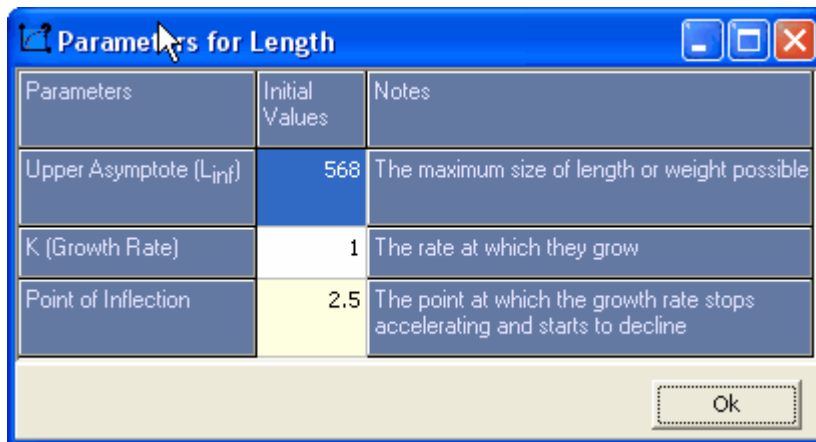 Parameters for Length
Parameters
Initial
Values
Notes
Upper Asymptote (Linf)
568
The maximum size of length or weight possible
K (Growth Rate)
1
The rate at which they grow
Point of Inflection
2.5
The point at which the growth rate stops
accelerating and starts to decline
Ok